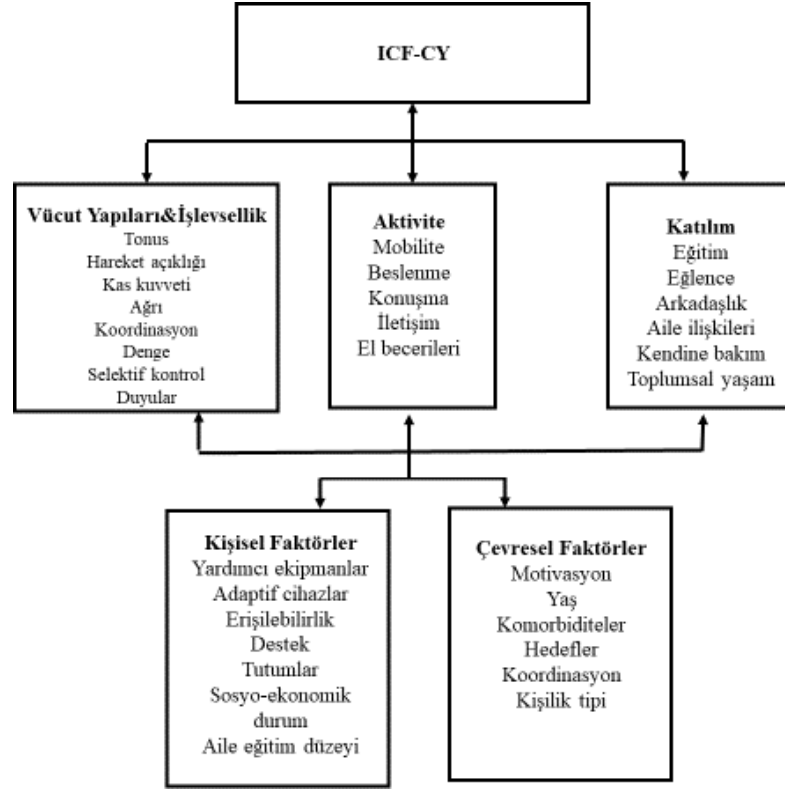 ICF-CY
Vücut Yapıları&İşlevsellik
Tonus
Hareket açıklığı
Kas kuvveti
Ağrı
Koordinasyon
Denge
Selektif kontrol
Duyular
Aktivite
Mobilite
Beslenme
Konuşma
İletişim
El becerileri
Katılım
Eğitim
Eğlence
Arkadaşlık
Aile ilişkileri
Kendine bakım
Toplumsal yaşam
Kişisel Faktörler
Yardımcı ekipmanlar
Adaptif cihazlar
Erişilebilirlik
Destek
Tutumlar
Sosyo-ekonomik
durum
Aile eğitim düzeyi
Çevresel Faktörler
Motivasyon
Yaş
Komorbiditeler
Hedefler
Koordinasyon
Kişilik tipi